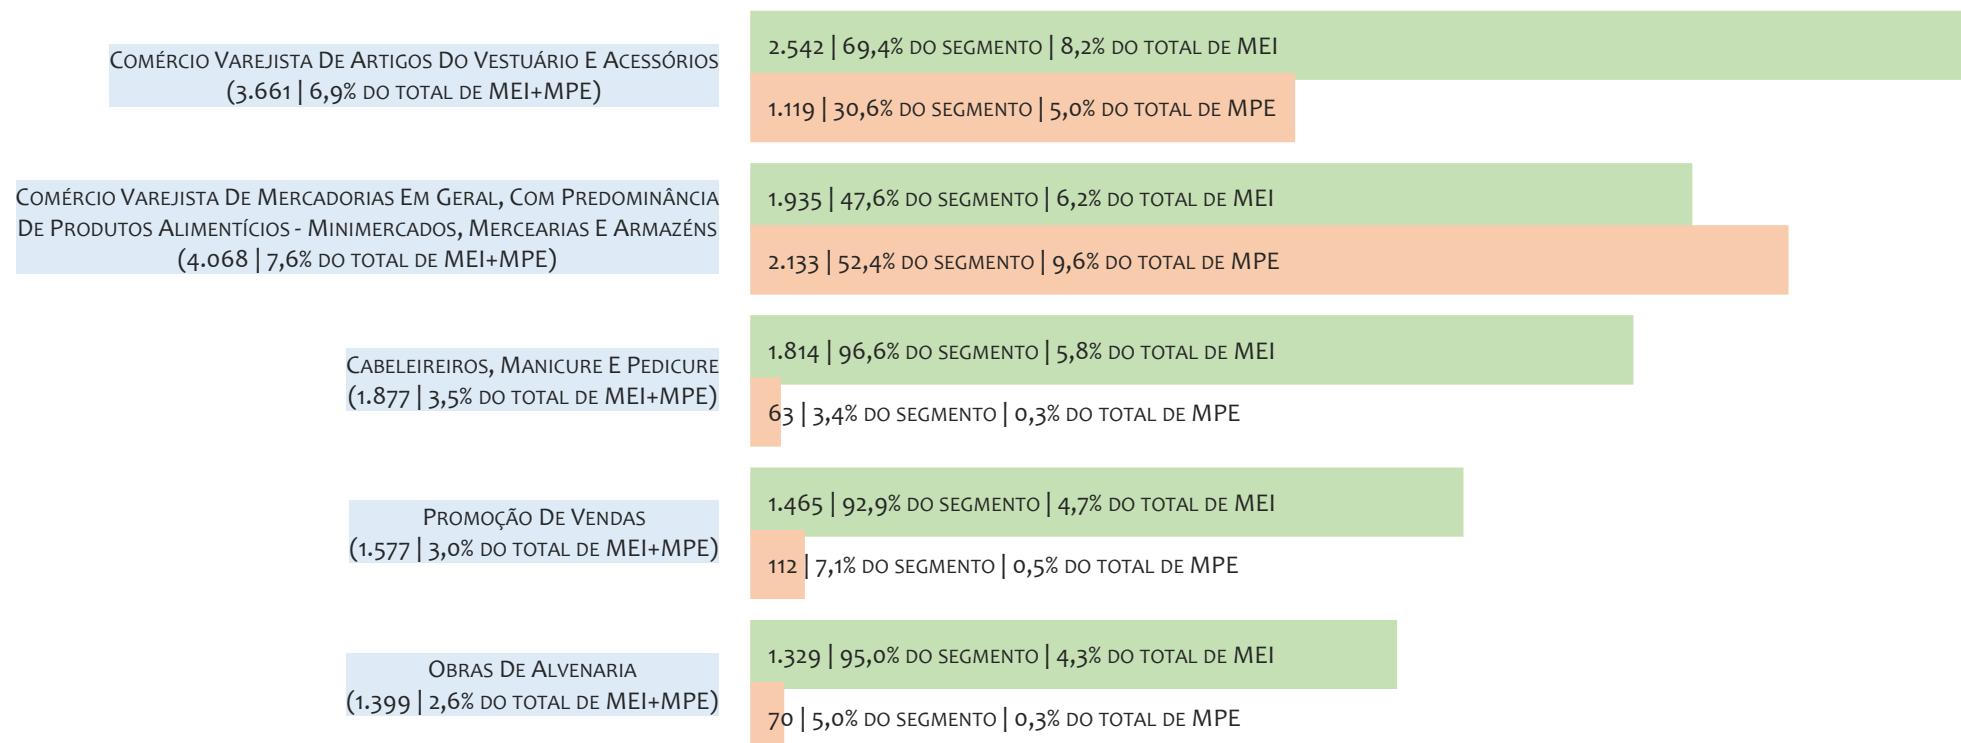 Comércio Varejista De Artigos Do Vestuário E Acessórios
(3.661 | 6,9% do total de MEI+MPE)
2.542 | 69,4% do segmento | 8,2% do total de MEI
1.119 | 30,6% do segmento | 5,0% do total de MPE
Comércio Varejista De Mercadorias Em Geral, Com Predominância
De Produtos Alimentícios - Minimercados, Mercearias E Armazéns
(4.068 | 7,6% do total de MEI+MPE)
1.935 | 47,6% do segmento | 6,2% do total de MEI
2.133 | 52,4% do segmento | 9,6% do total de MPE
Cabeleireiros, Manicure E Pedicure
(1.877 | 3,5% do total de MEI+MPE)
1.814 | 96,6% do segmento | 5,8% do total de MEI
63 | 3,4% do segmento | 0,3% do total de MPE
Promoção De Vendas
(1.577 | 3,0% do total de MEI+MPE)
1.465 | 92,9% do segmento | 4,7% do total de MEI
112 | 7,1% do segmento | 0,5% do total de MPE
Obras De Alvenaria
(1.399 | 2,6% do total de MEI+MPE)
1.329 | 95,0% do segmento | 4,3% do total de MEI
70 | 5,0% do segmento | 0,3% do total de MPE